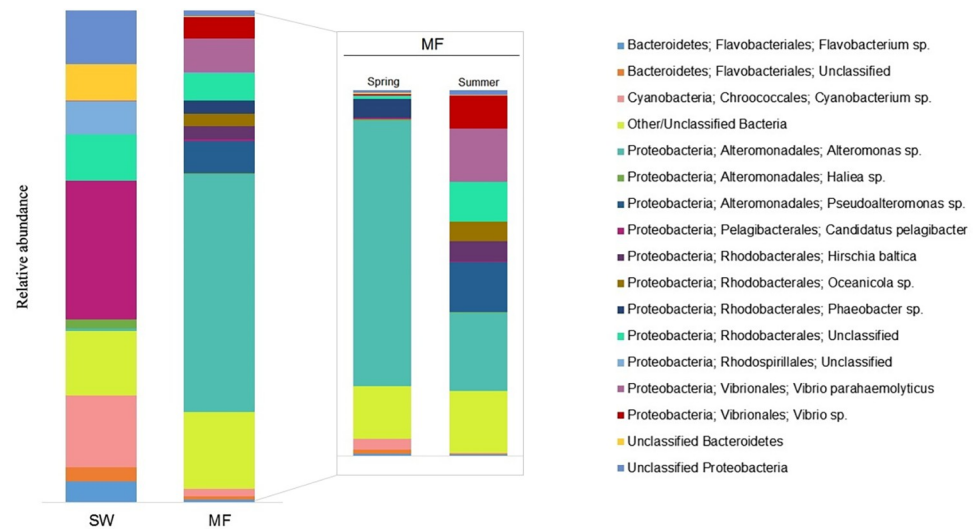 Relative abundance
SW
MF
MF
Spring
Summer
Bacteroidetes; Flavobacteriales; Flavobacterium sp.
Bacteroidetes; Flavobacteriales; Unclassified
Cyanobacteria; Chroococcales; Cyanobacterium sp.
Other/Unclassified Bacteria
Proteobacteria; Alteromonadales; Alteromonas sp.
Proteobacteria; Alteromonadales; Haliea sp.
Proteobacteria; Alteromonadales; Pseudoalteromonas sp.
Proteobacteria; Pelagibacterales; Candidatus pelagibacter
Proteobacteria; Rhodobacterales; Hirschia baltica
Proteobacteria; Rhodobacterales; Oceanicola sp.
Proteobacteria; Rhodobacterales; Phaeobacter sp.
Proteobacteria; Rhodobacterales; Unclassified
Proteobacteria; Rhodospirillales; Unclassified
Proteobacteria; Vibrionales; Vibrio parahaemolyticus
Proteobacteria; Vibrionales; Vibrio sp.
Unclassified Bacteroidetes
Unclassified Proteobacteria